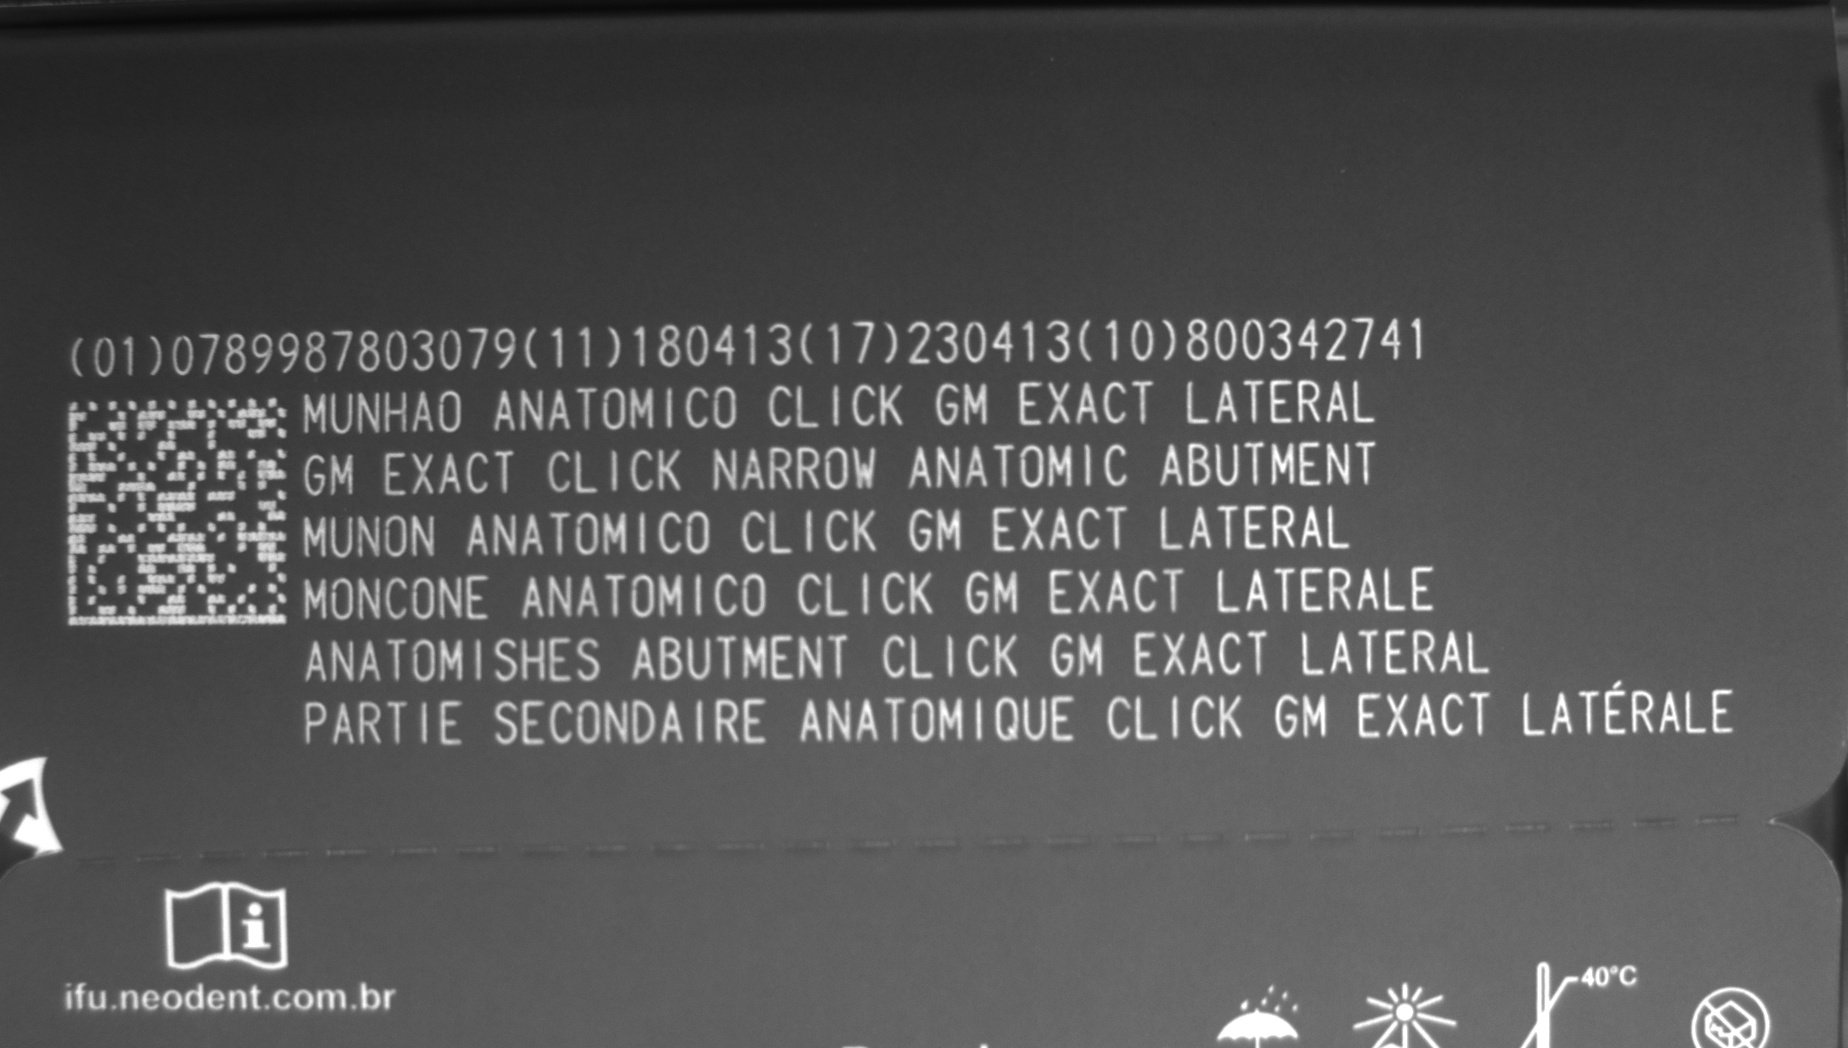 (01)07899878030​79(11)180413(17)230413(10)800342741
MUNHAO ANATOMICO CLICK GM EXACT LATERAL
GM EXACT CLICK NARROW ANATOMIC ABUTMENT
MUNON ANATOMICO CLICK GM EXACT LATERAL
MONCONE ANATOMICO CLICK GM EXACT LATERALE
ANATOMISHES ABUTMENT CLICK GM EXACT LATERAL
PARTIE SECONDAIRE ANATOMIQUE CLICK GM EXACT LATÉRALE
ifu.neodent.com.br
40°C